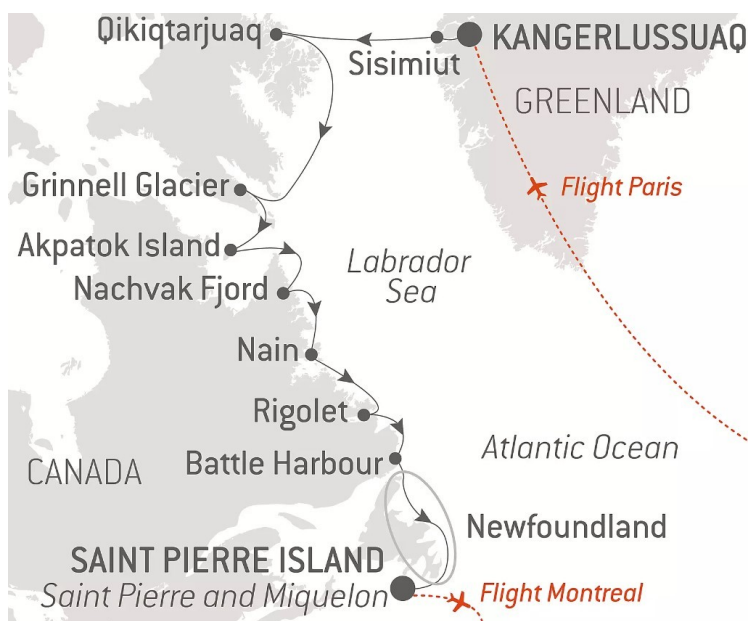 Qikiqtarjuaq
KANGERLUSSUAQ
Sisimiut
GREENLAND
Grinnell Glacier
Flight Paris
Akpatok Island
Labrador
Sea
Nachvak Fjord
Nain
Rigolet
Atlantic Ocean
Battle Harbour
CANADA
Newfoundland
SAINT PIERRE ISLAND
Saint Pierre and Miquelon
Flight Montreal